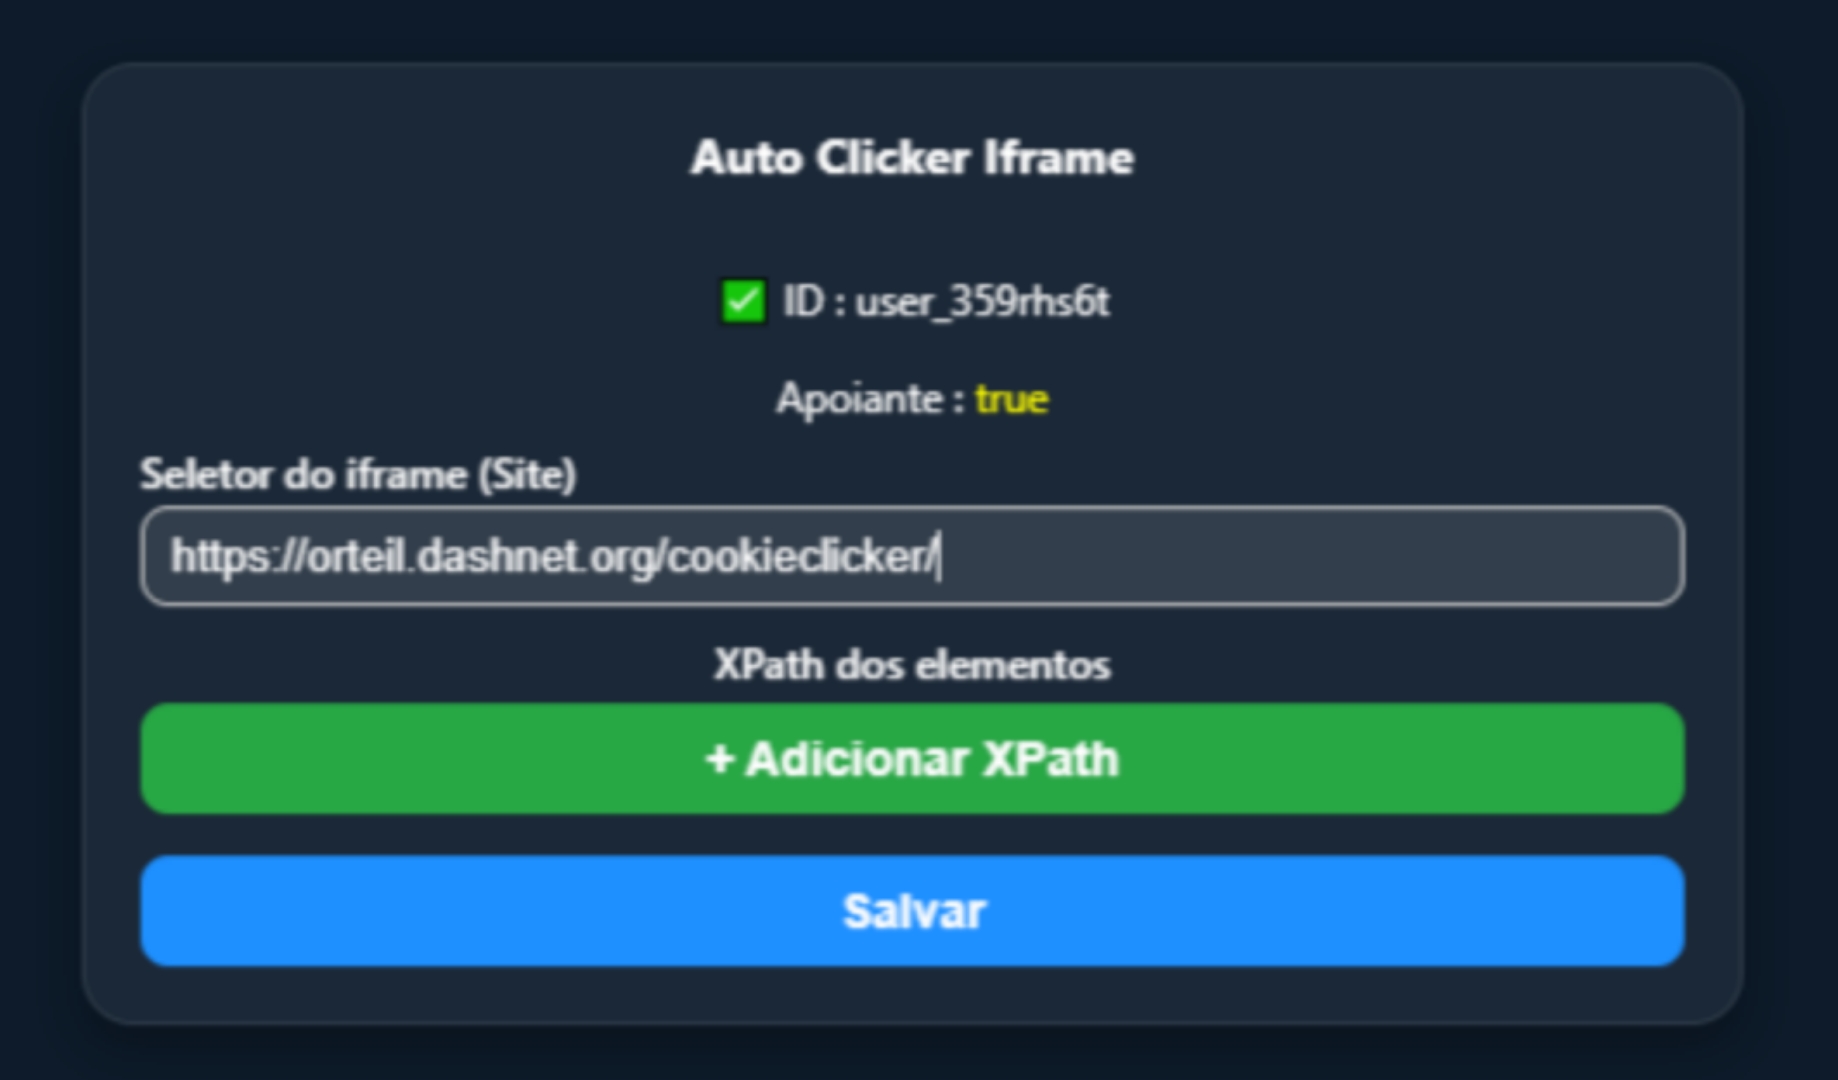 Auto Clicker Iframe
✅ ID : user_359rhs6t
Apoiante : true
Seletor do iframe (Site)
https://orteil.dashnet.org/cookieclicker/
XPath dos elementos
+ Adicionar XPath
Salvar